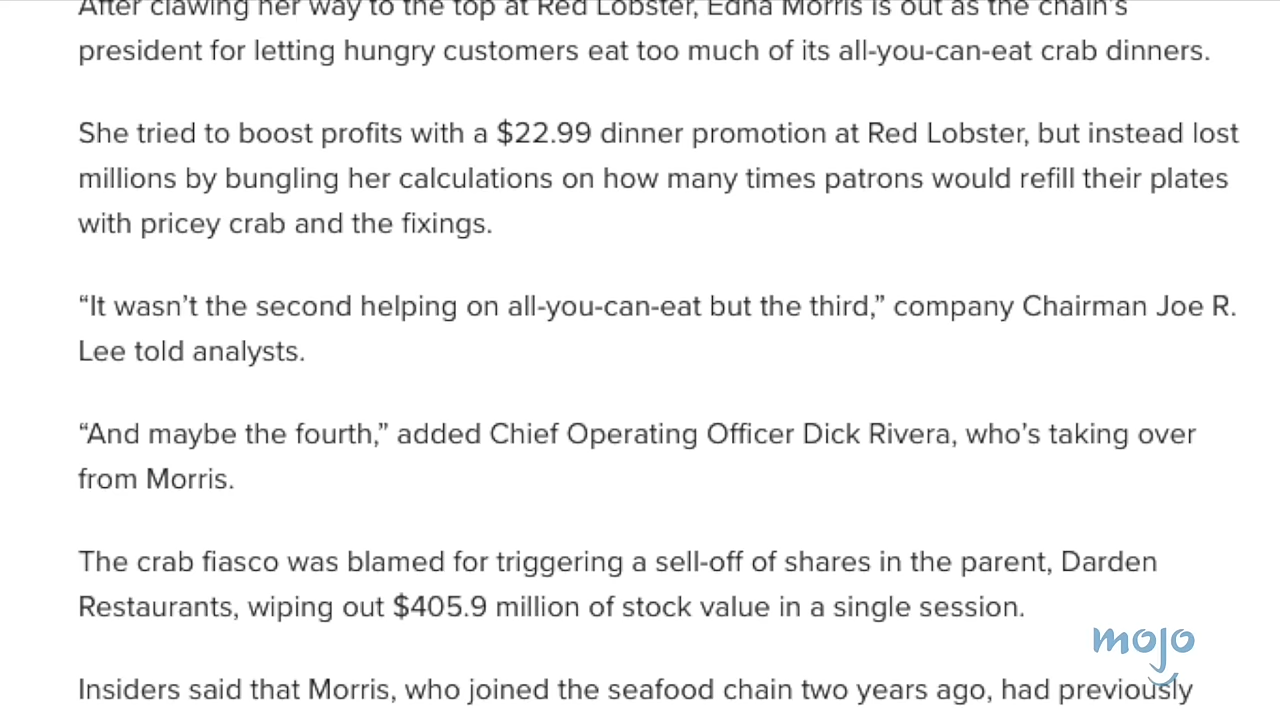 After clawing her way to the top at Red Lobster, Edna Morris is out as the chain’s
president for letting hungry customers eat too much of its all-you-can-eat crab dinners.
She tried to boost profits with a $22.99 dinner promotion at Red Lobster, but instead lost
millions by bungling her calculations on how many times patrons would refill their plates
with pricey crab and the fixings.
“It wasn’t the second helping on all-you-can-eat but the third,” company Chairman Joe R.
Lee told analysts.
“And maybe the fourth,” added Chief Operating Officer Dick Rivera, who’s taking over
from Morris.
The crab fiasco was blamed for triggering a sell-off of shares in the parent, Darden
Restaurants, wiping out $405.9 million of stock value in a single session.
mojo
Insiders said that Morris, who joined the seafood chain two years ago, had previously